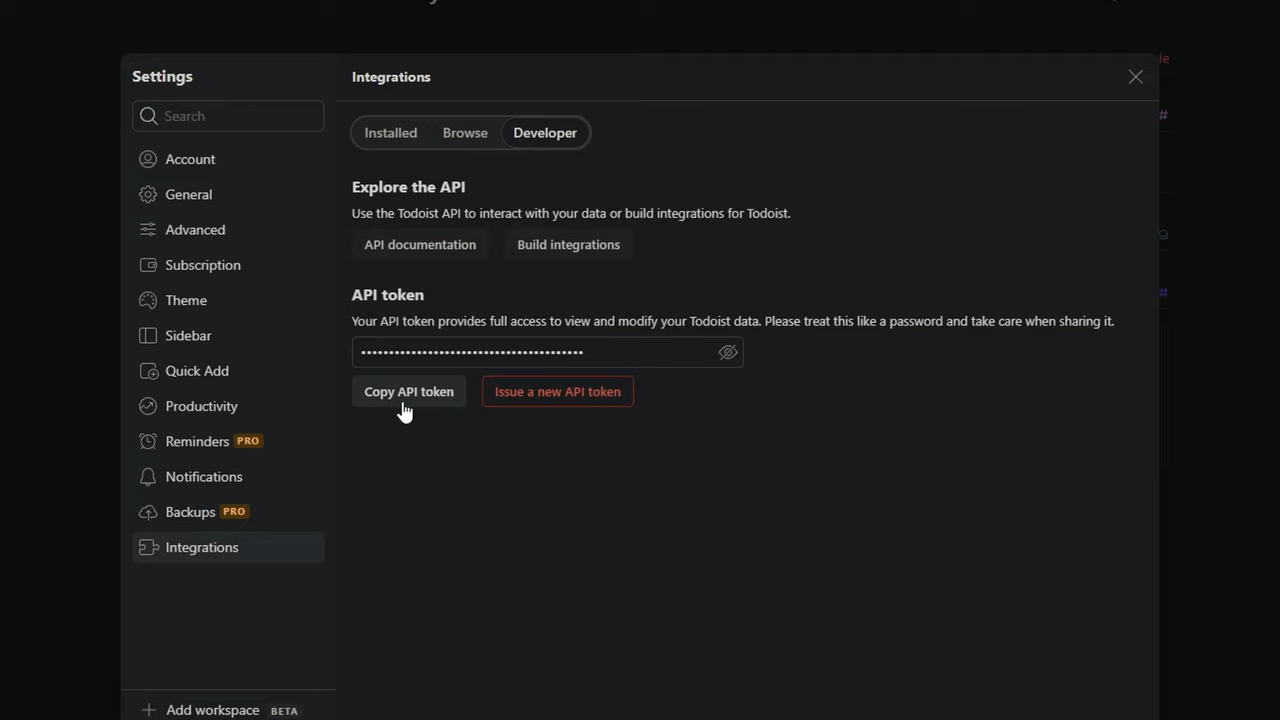 Settings
Search
Account
General
Advanced
Subscription
Theme
Sidebar
Quick Add
Productivity
Reminders PRO
Notifications
Backups PRO
Integrations
Add workspace BETA
Integrations
Installed Browse Developer
Explore the API
Use the Todoist API to interact with your data or build integrations for Todoist.
API documentation Build integrations
API token
Your API token provides full access to view and modify your Todoist data. Please treat this like a password and take care when sharing it.
Copy API token Issue a new API token
le
#
#